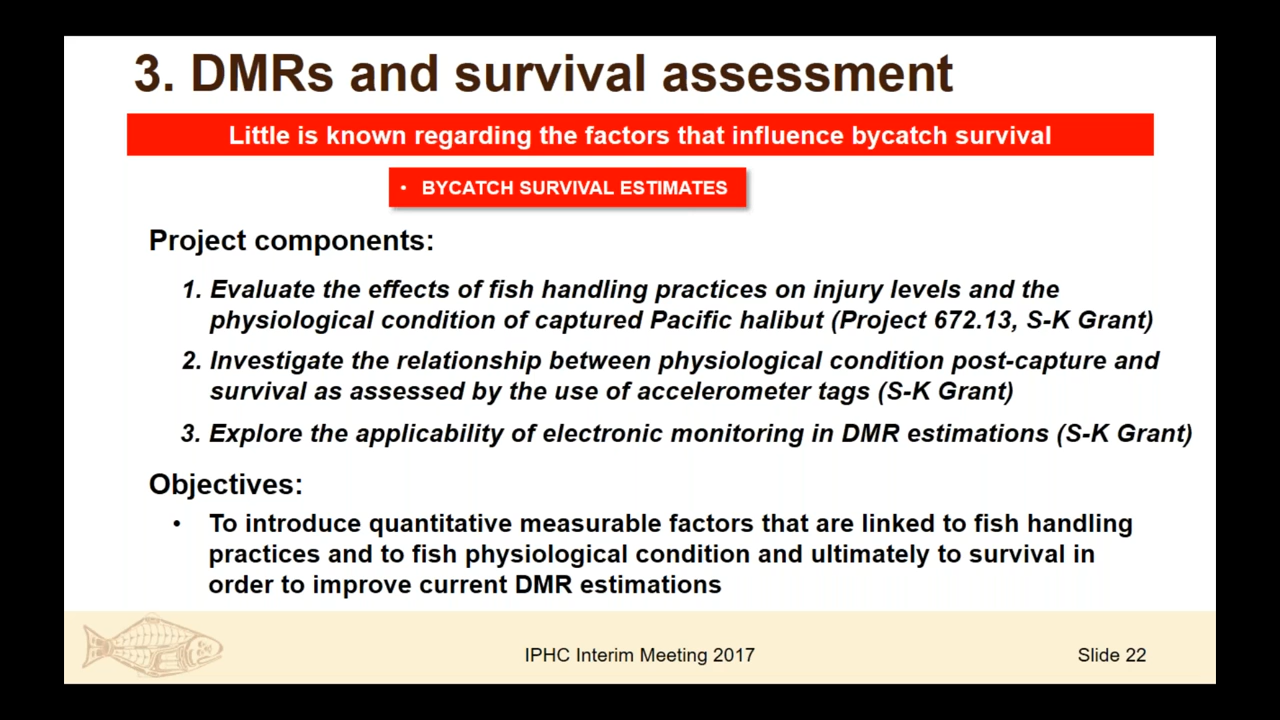 3. DMRs and survival assessment
Little is known regarding the factors that influence bycatch survival
• BYCATCH SURVIVAL ESTIMATES
Project components:
1. Evaluate the effects of fish handling practices on injury levels and the
physiological condition of captured Pacific halibut (Project 672.13, S-K Grant)
2. Investigate the relationship between physiological condition post-capture and
survival as assessed by the use of accelerometer tags (S-K Grant)
3. Explore the applicability of electronic monitoring in DMR estimations (S-K Grant)
Objectives:
• To introduce quantitative measurable factors that are linked to fish handling
practices and to fish physiological condition and ultimately to survival in
order to improve current DMR estimations
IPHC Interim Meeting 2017
Slide 22